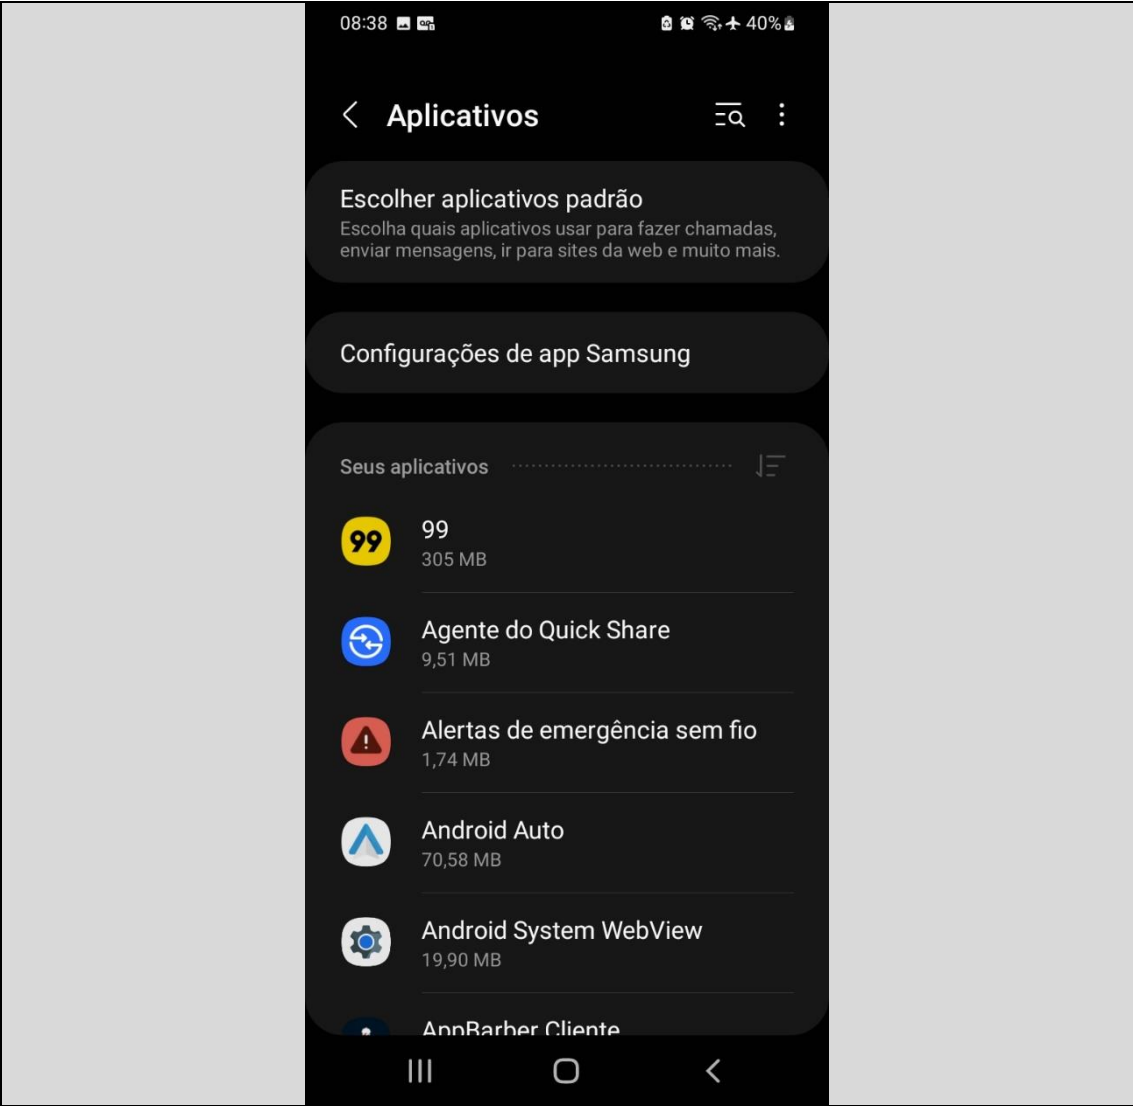 08:38
40%
Aplicativos
Escolher aplicativos padrão
Escolha quais aplicativos usar para fazer chamadas,
enviar mensagens, ir para sites da web e muito mais.
Configurações de app Samsung
Seus aplicativos
99
99
305 MB
Agente do Quick Share
9,51 MB
Alertas de emergência sem fio
1,74 MB
Android Auto
70,58 MB
Android System WebView
19,90 MB
AppBarber Cliente